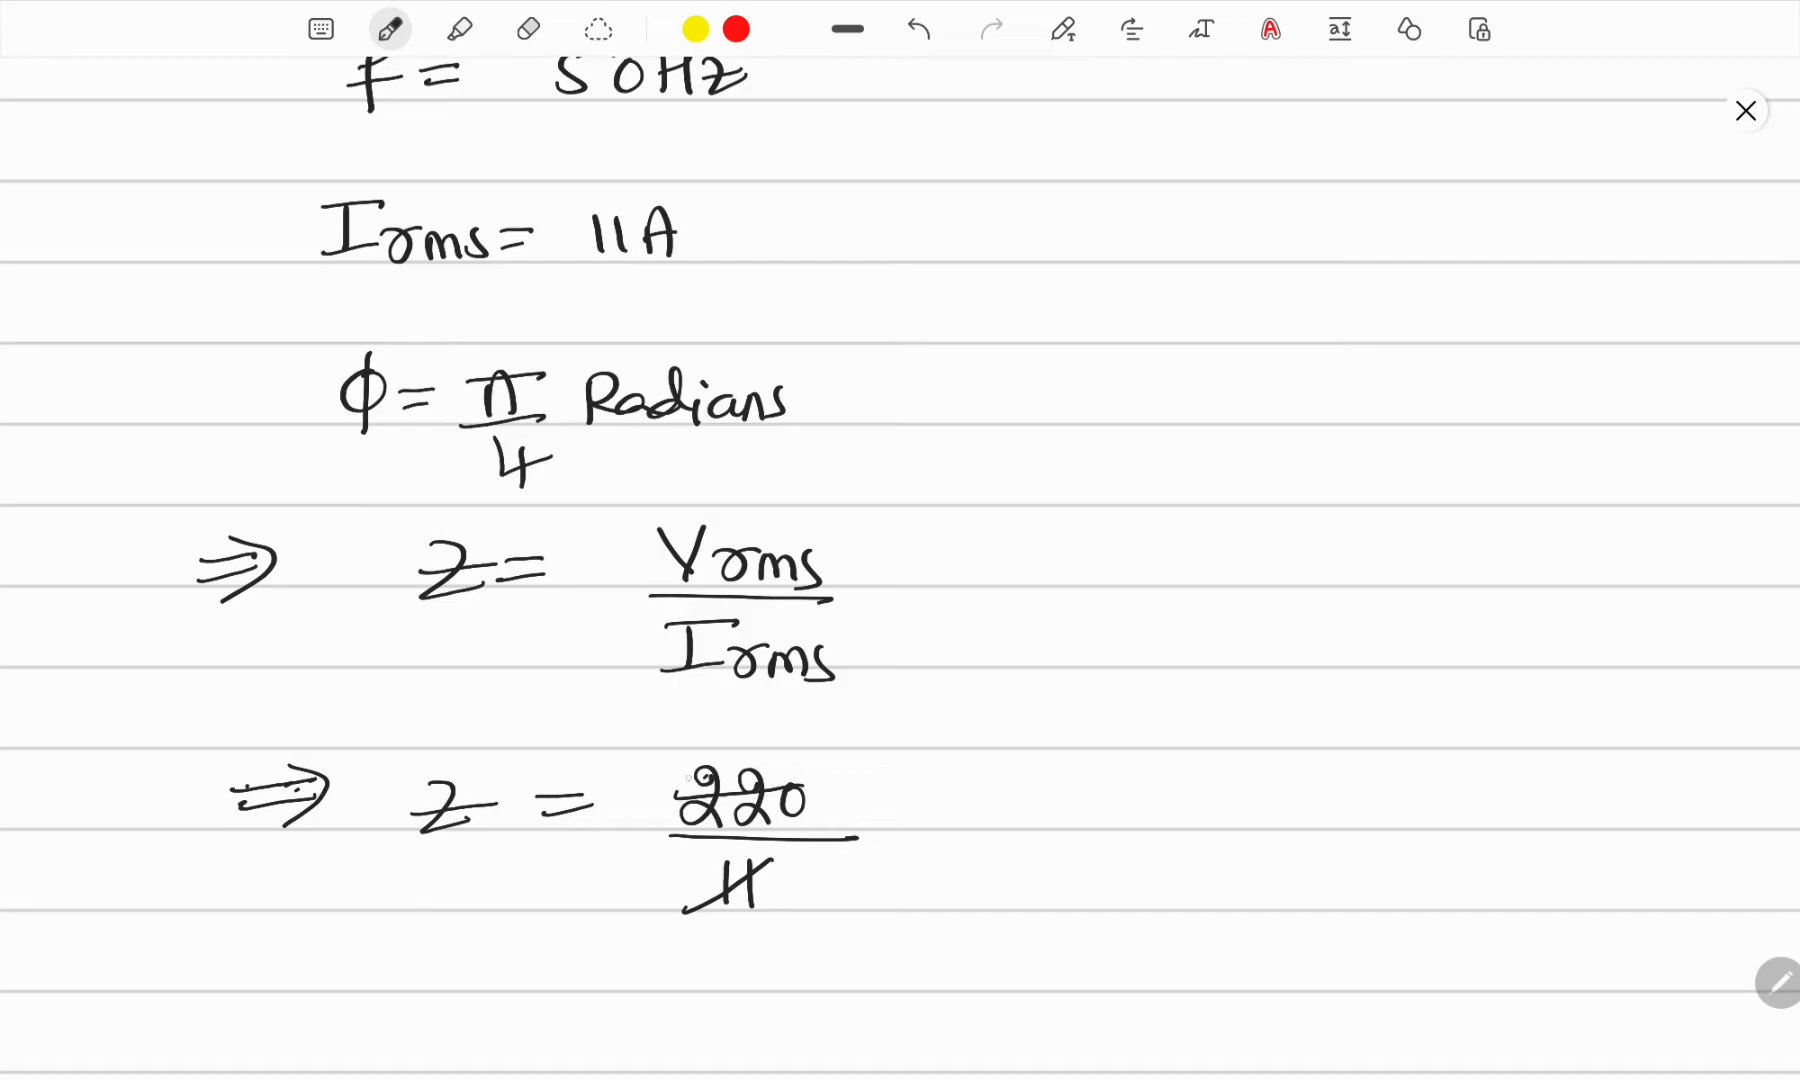 f = 50Hz
Irms = 11A
ϕ = π/4 Radians
⇒ Z = Vrms/Irms
⇒ Z = 220/11